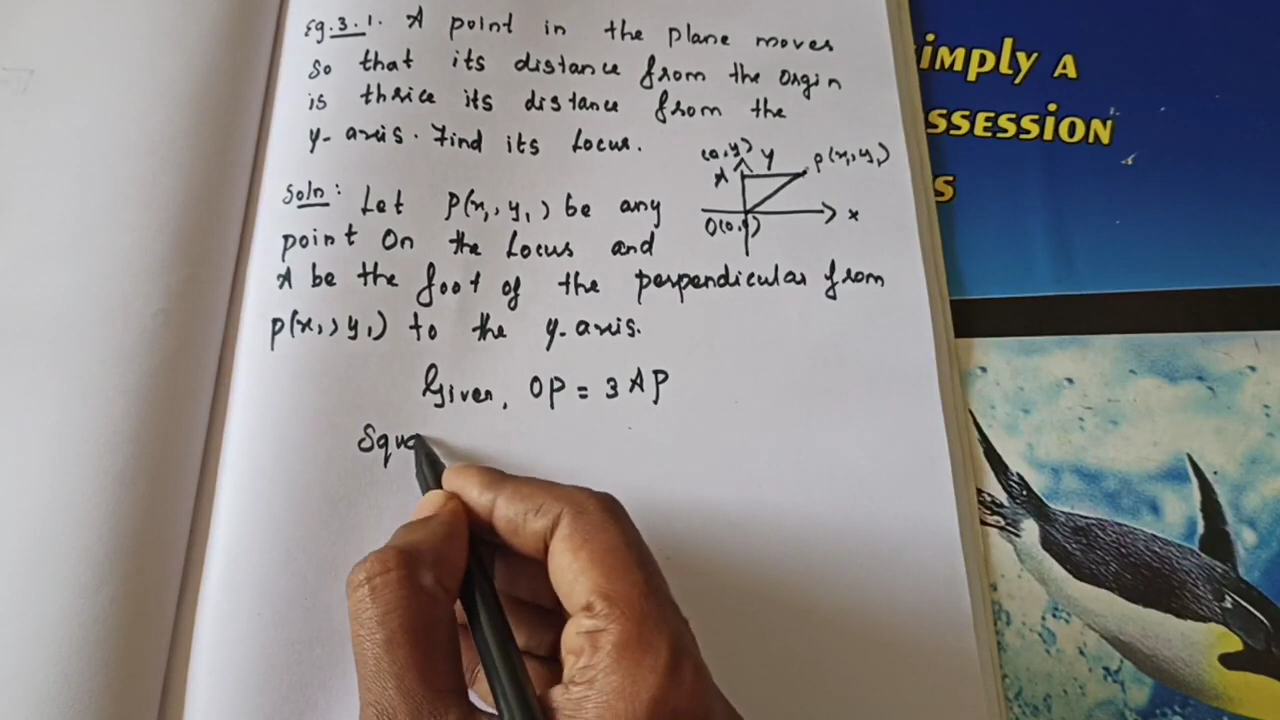 Eg.3.1. A point in the plane moves
so that its distance from the orgin
is thrice its distance from the
y-axis. Find its Locus.
(0,y) y P(x1,y1)
A
x
O(0,0)
Soln: Let P(x1, y1) be any
point On the Locus and
A be the foot of the perpendicular from
P(x1, y1) to the y-axis.
Given, OP = 3 AP
Squa
imply A
ssession
s